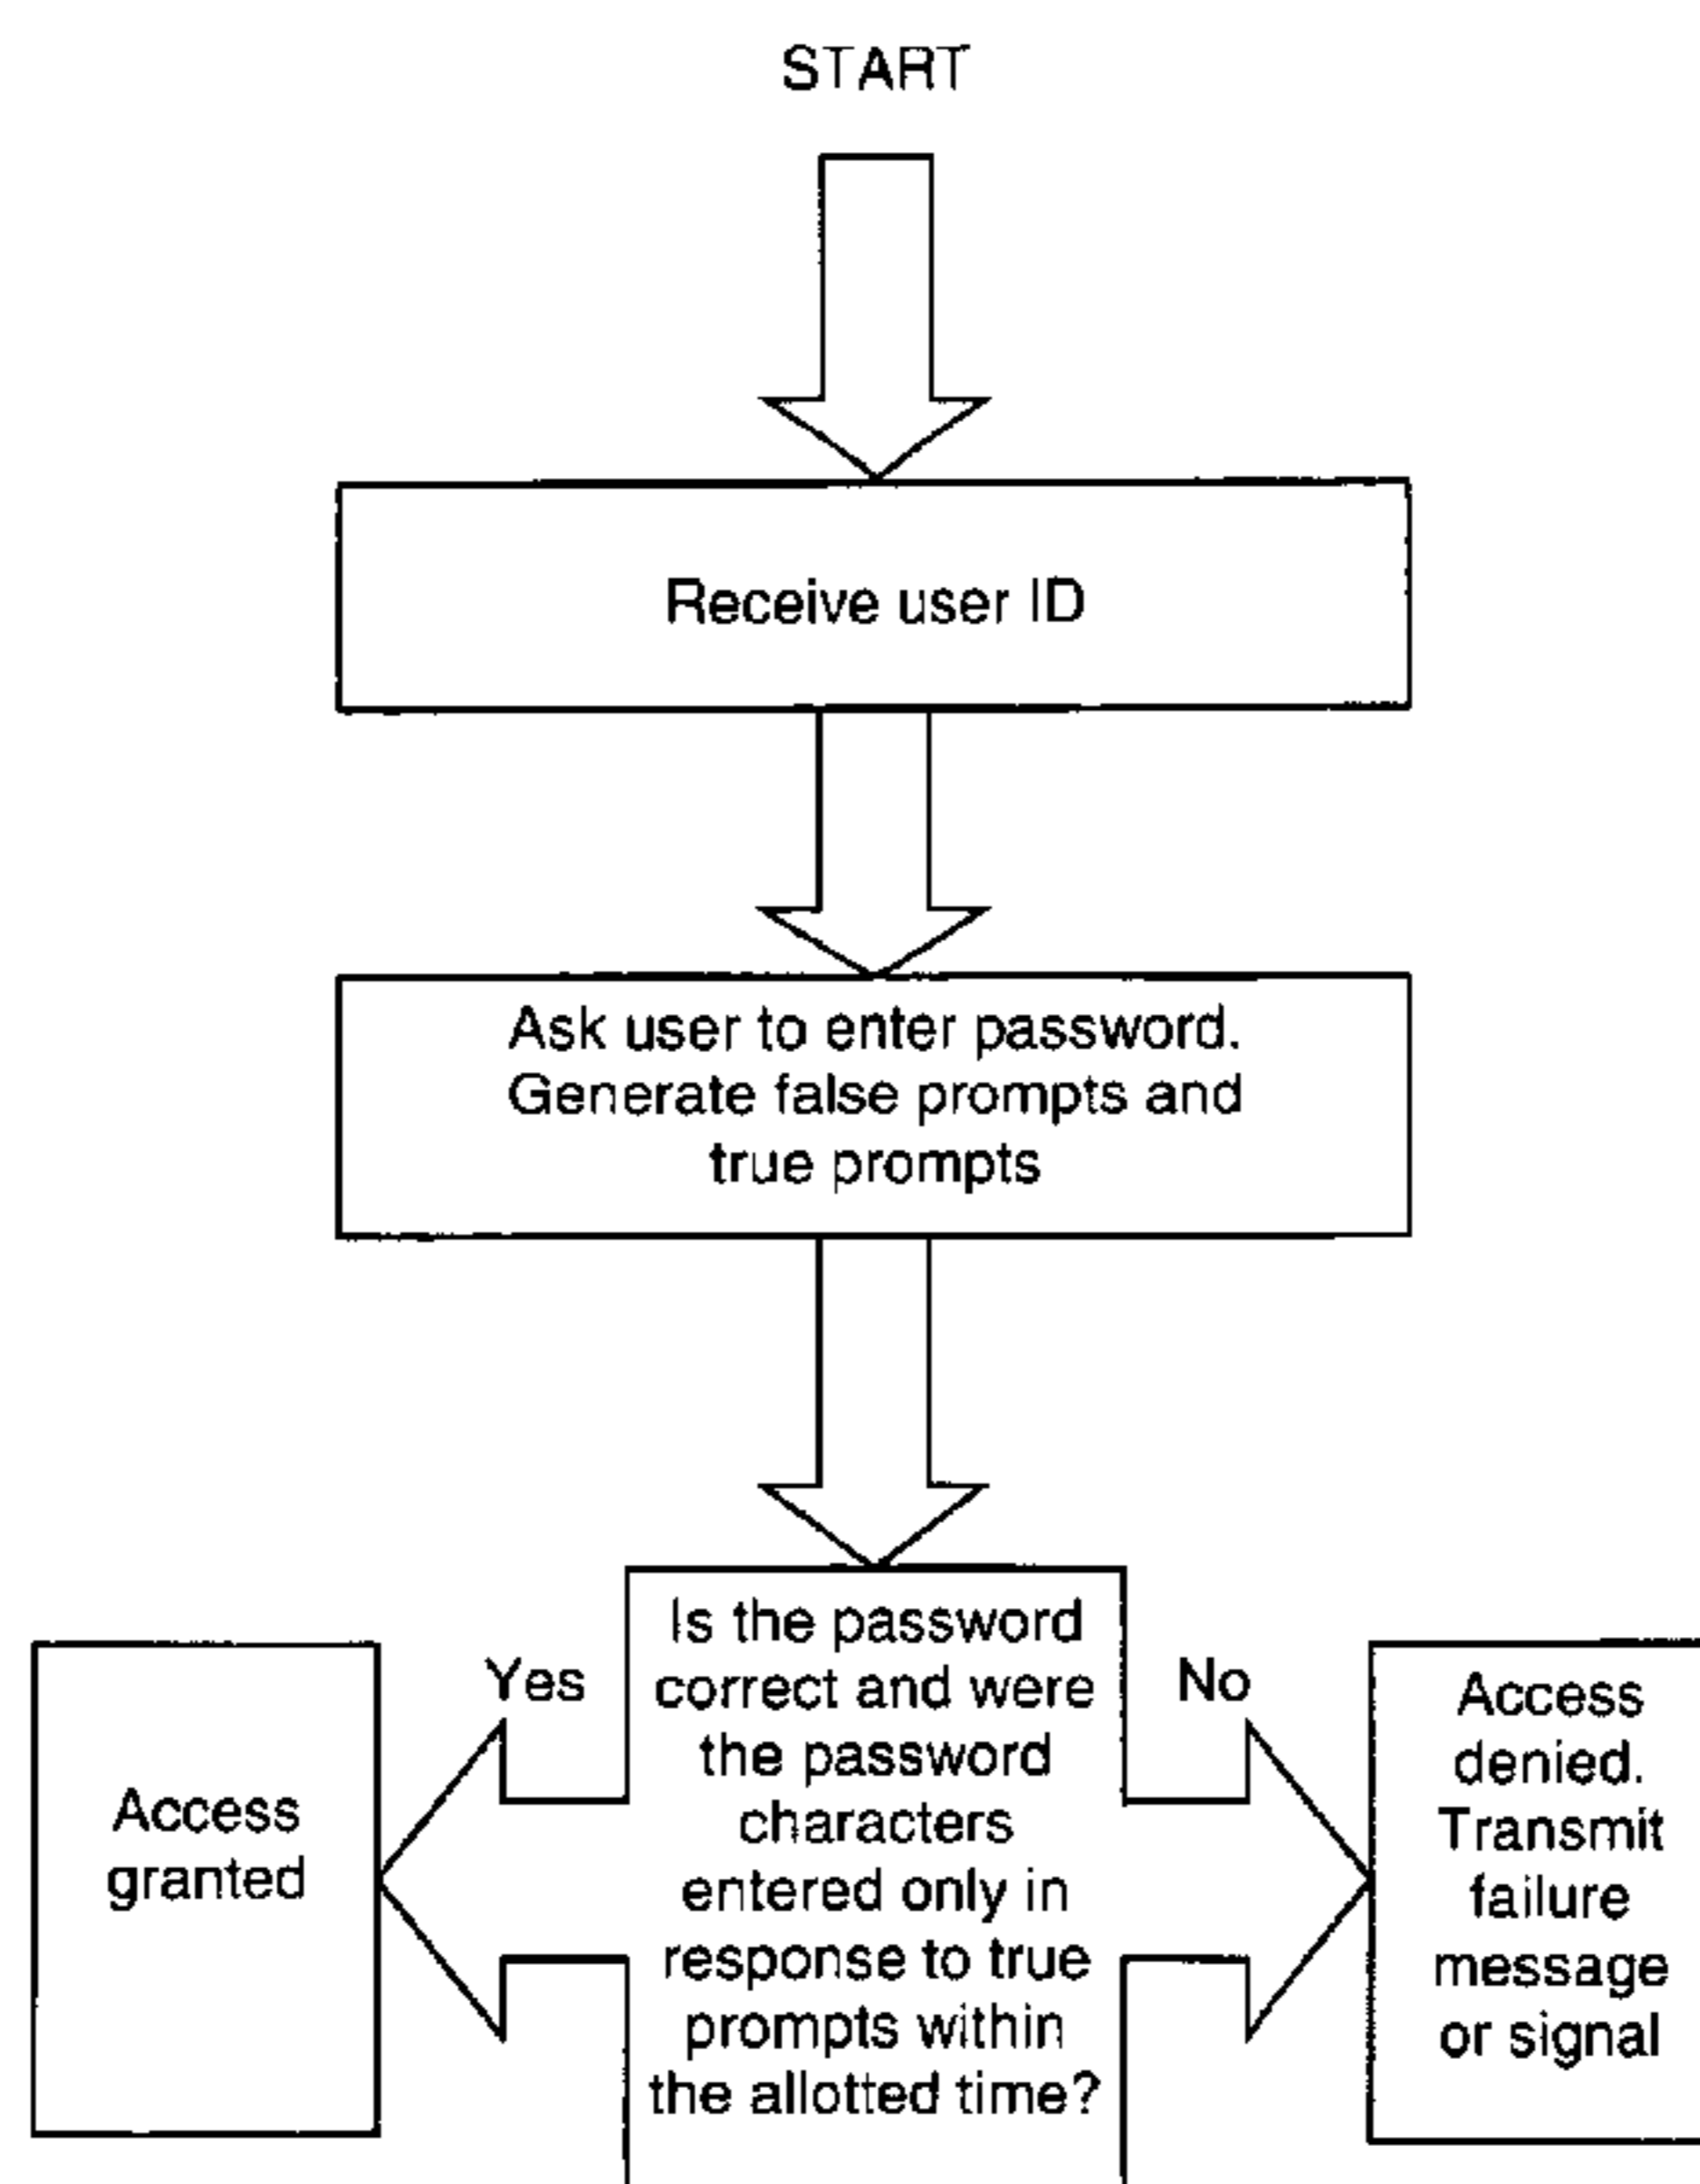 START
Receive user ID
Ask user to enter password.
Generate false prompts and
true prompts
Is the password
correct and were
the password
characters
entered only in
response to true
prompts within
the allotted time?
Yes
No
Access
granted
Access
denied.
Transmit
failure
message
or signal